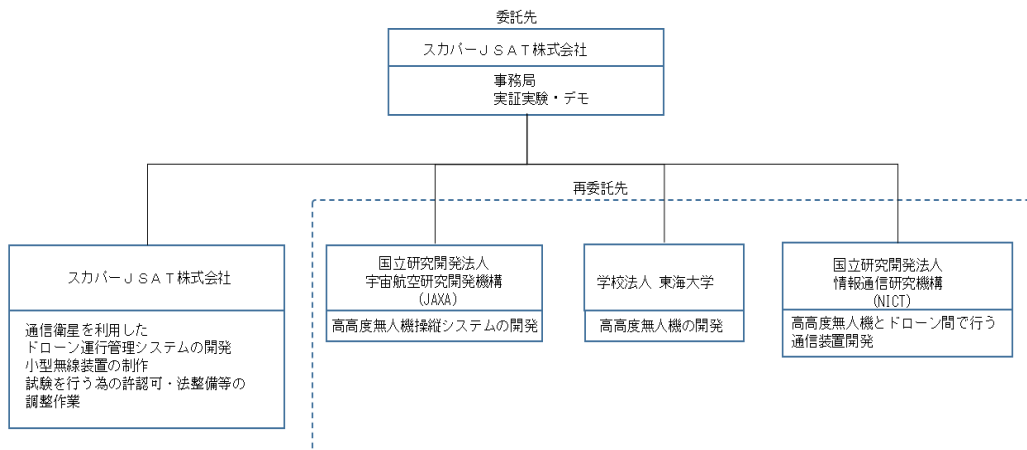 委託先
スカパーＪＳＡＴ株式会社
事務局
実証実験・デモ
再委託先
スカパーＪＳＡＴ株式会社
通信衛星を利用した
ドローン運行管理システムの開発
小型無線装置の制作
試験を行う為の許認可・法整備等の
調整作業
国立研究開発法人
宇宙航空研究開発機構
(JAXA)
高高度無人機操縦システムの開発
学校法人 東海大学
高高度無人機の開発
国立研究開発法人
情報通信研究機構
(NICT)
高高度無人機とドローン間で行う
通信装置開発